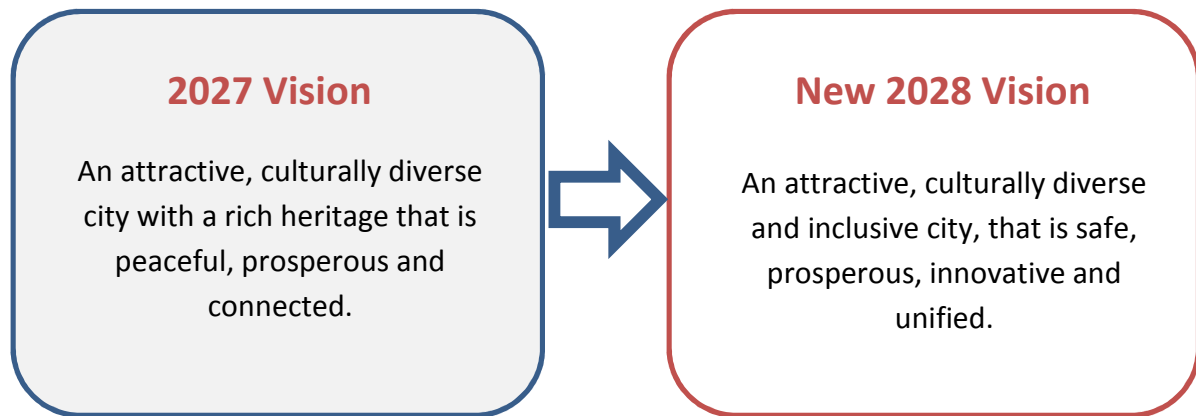 2027 Vision
An attractive, culturally diverse
city with a rich heritage that is
peaceful, prosperous and
connected.
New 2028 Vision
An attractive, culturally diverse
and inclusive city, that is safe,
prosperous, innovative and
unified.